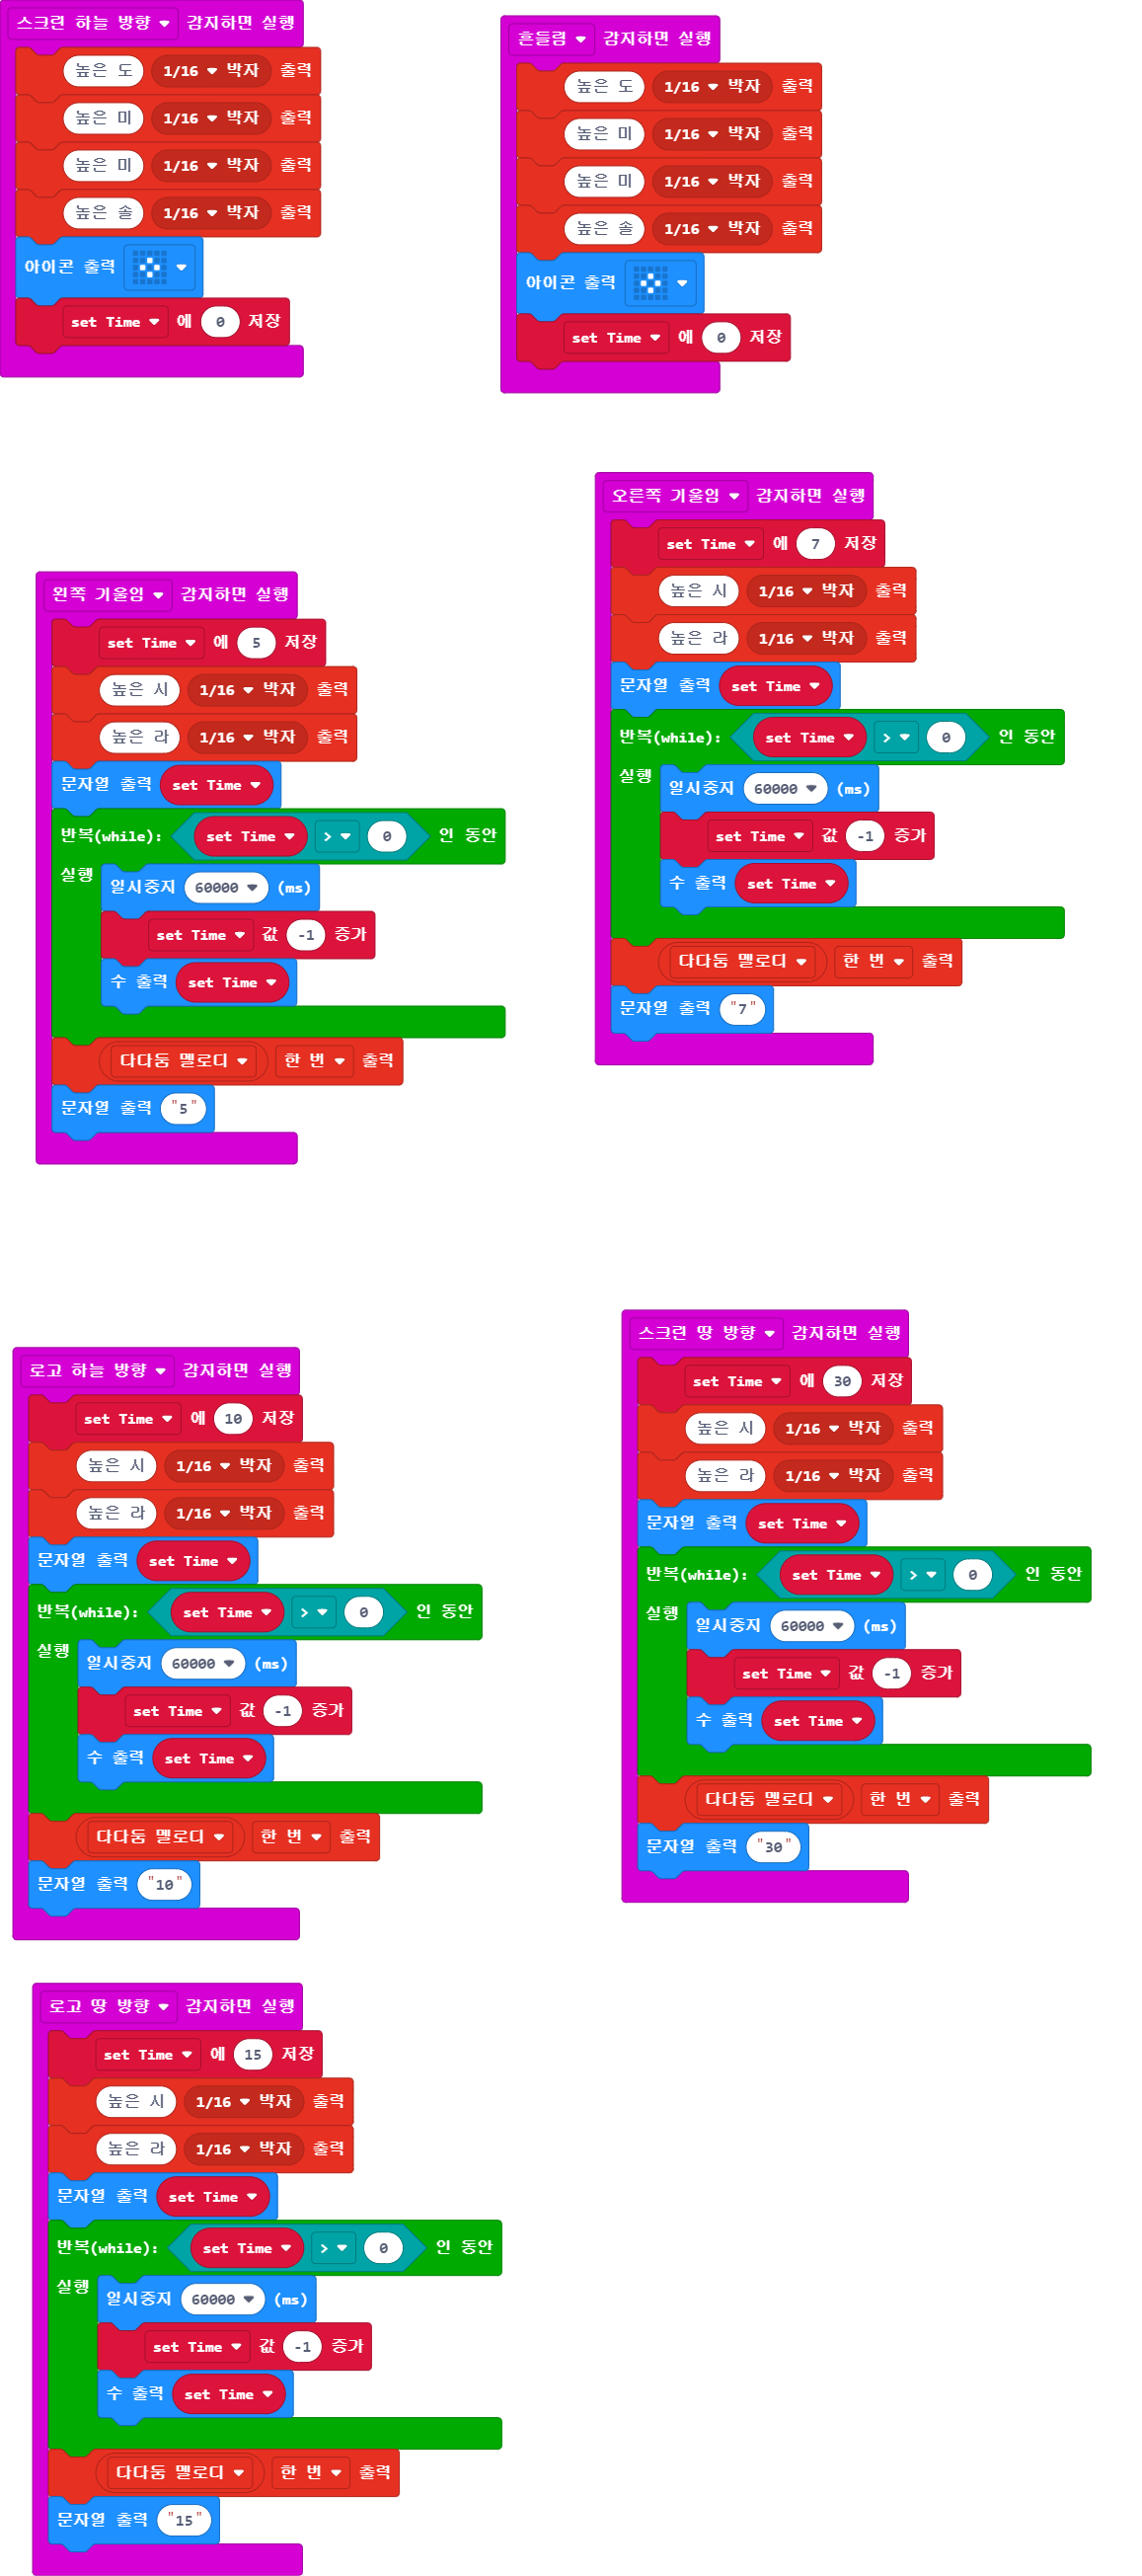 스크린 하늘 방향 감지하면 실행
높은 도 1/16 박자 출력
높은 미 1/16 박자 출력
높은 미 1/16 박자 출력
높은 솔 1/16 박자 출력
아이콘 출력
set Time 에 0 저장
흔들림 감지하면 실행
높은 도 1/16 박자 출력
높은 미 1/16 박자 출력
높은 미 1/16 박자 출력
높은 솔 1/16 박자 출력
아이콘 출력
set Time 에 0 저장
왼쪽 기울임 감지하면 실행
set Time 에 5 저장
높은 시 1/16 박자 출력
높은 라 1/16 박자 출력
문자열 출력 set Time
반복(while): set Time > 0 인 동안
실행 일시중지 60000 (ms)
set Time 값 -1 증가
수 출력 set Time
다다둠 멜로디 한 번 출력
문자열 출력 "5"
오른쪽 기울임 감지하면 실행
set Time 에 7 저장
높은 시 1/16 박자 출력
높은 라 1/16 박자 출력
문자열 출력 set Time
반복(while): set Time > 0 인 동안
실행 일시중지 60000 (ms)
set Time 값 -1 증가
수 출력 set Time
다다둠 멜로디 한 번 출력
문자열 출력 "7"
로고 하늘 방향 감지하면 실행
set Time 에 10 저장
높은 시 1/16 박자 출력
높은 라 1/16 박자 출력
문자열 출력 set Time
반복(while): set Time > 0 인 동안
실행 일시중지 60000 (ms)
set Time 값 -1 증가
수 출력 set Time
다다둠 멜로디 한 번 출력
문자열 출력 "10"
스크린 땅 방향 감지하면 실행
set Time 에 30 저장
높은 시 1/16 박자 출력
높은 라 1/16 박자 출력
문자열 출력 set Time
반복(while): set Time > 0 인 동안
실행 일시중지 60000 (ms)
set Time 값 -1 증가
수 출력 set Time
다다둠 멜로디 한 번 출력
문자열 출력 "30"
로고 땅 방향 감지하면 실행
set Time 에 15 저장
높은 시 1/16 박자 출력
높은 라 1/16 박자 출력
문자열 출력 set Time
반복(while): set Time > 0 인 동안
실행 일시중지 60000 (ms)
set Time 값 -1 증가
수 출력 set Time
다다둠 멜로디 한 번 출력
문자열 출력 "15"